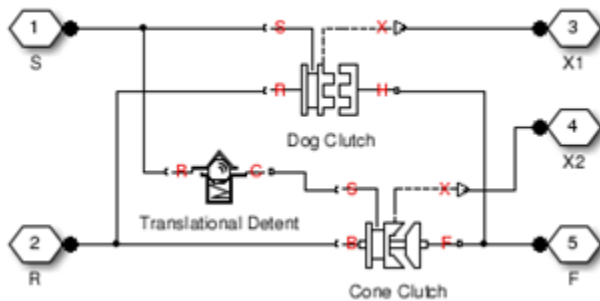 1
S
S
X
3
X1
R
H
Dog Clutch
4
X2
R
C
Translational Detent
S
X
2
R
B
F
5
F
Cone Clutch